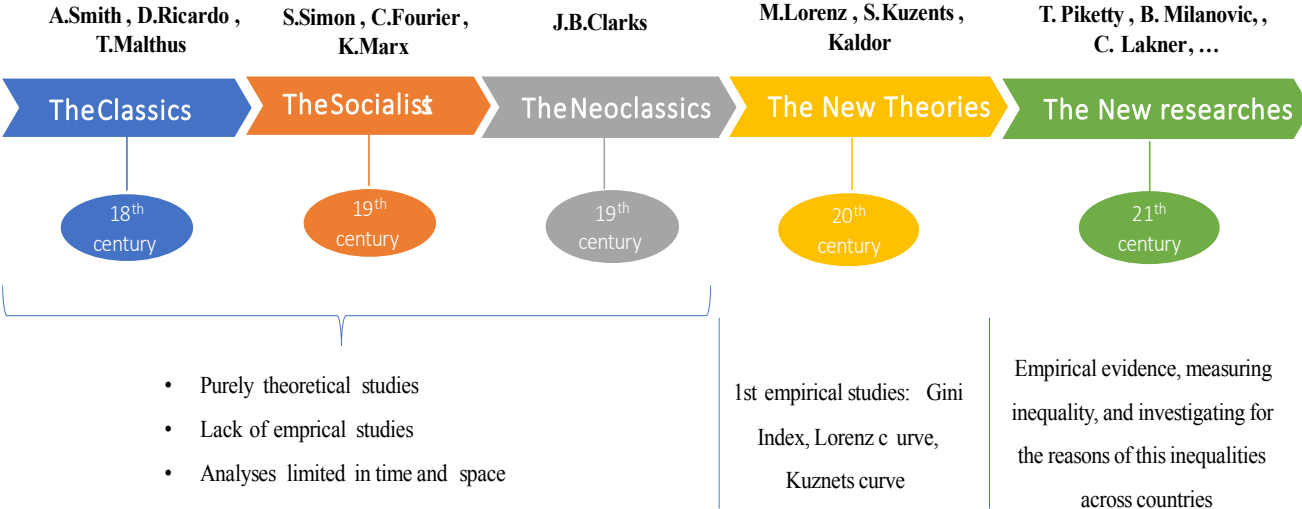 A.Smith , D.Ricardo ,
T.Malthus
S.Simon , C.Fourier ,
K.Marx
J.B.Clarks
M.Lorenz , S.Kuzents ,
Kaldor
T. Piketty , B. Milanovic, ,
C. Lakner, …
TheClassics
TheSocialists
TheNeoclassics
The New Theories
The New researches
18th
century
19th
century
19th
century
20th
century
21th
century
• Purely theoretical studies
• Lack of emprical studies
• Analyses limited in time and space
1st empirical studies: Gini
Index, Lorenz c urve,
Kuznets curve
Empirical evidence, measuring
inequality, and investigating for
the reasons of this inequalities
across countries